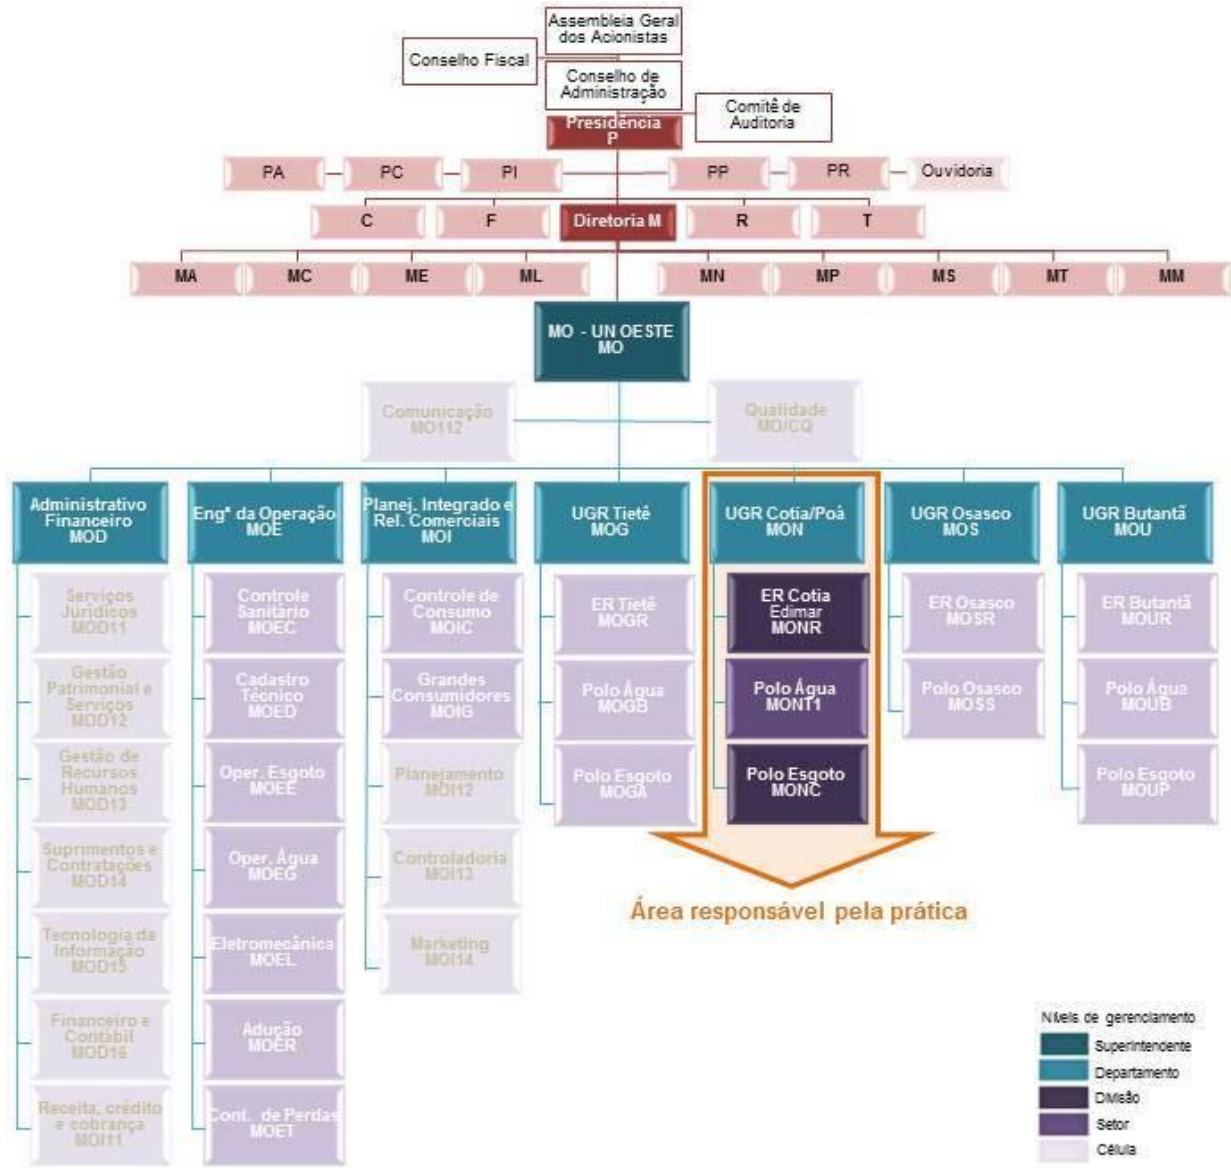 Assembleia Geral
dos Acionistas
Conselho Fiscal
Conselho de
Administração
Comitê de
Auditoria
Presidência
P
PA
PC
PI
PP
PR
Ouvidoria
C
F
Diretoria M
R
T
MA
MC
ME
ML
MN
MP
MS
MT
MM
MO - UN OESTE
MO
Comunicação
MO112
Qualidade
MO/CQ
Administrativo
Financeiro
MOD
Engª da Operação
MOE
Planej. Integrado e
Rel. Comerciais
MOI
UGR Tietê
MOG
UGR Cotia/Poà
MON
UGR Osasco
MOS
UGR Butantã
MOU
Serviços
Jurídicos
MOD11
Controle
Sanitário
MOEC
Controle de
Consumo
MOIC
ER Tietê
MOGR
ER Cotia
Edimar
MONR
ER Osasco
MOSR
ER Butantã
MOUR
Gestão
Patrimonial e
Serviços
MOD12
Cadastro
Técnico
MOED
Grandes
Consumidores
MOIG
Polo Água
MOGB
Polo Água
MONT1
Polo Osasco
MOSS
Polo Água
MOUB
Gestão de
Recursos
Humanos
MOD13
Oper. Esgoto
MOEE
Planejamento
MOI12
Polo Esgoto
MOGA
Polo Esgoto
MONC
Polo Esgoto
MOUP
Suprimentos e
Contratações
MOD14
Oper. Água
MOEG
Controladoria
MOI13
Área responsável pela prática
Tecnologia da
Informação
MOD15
Eletromecânica
MOEL
Marketing
MOI14
Financeiro e
Contábil
MOD16
Adução
MOER
Receita, crédito
e cobrança
MOI11
Cont. de Perdas
MOET
Níveis de gerenciamento
Superintendente
Departamento
Divisão
Setor
Célula